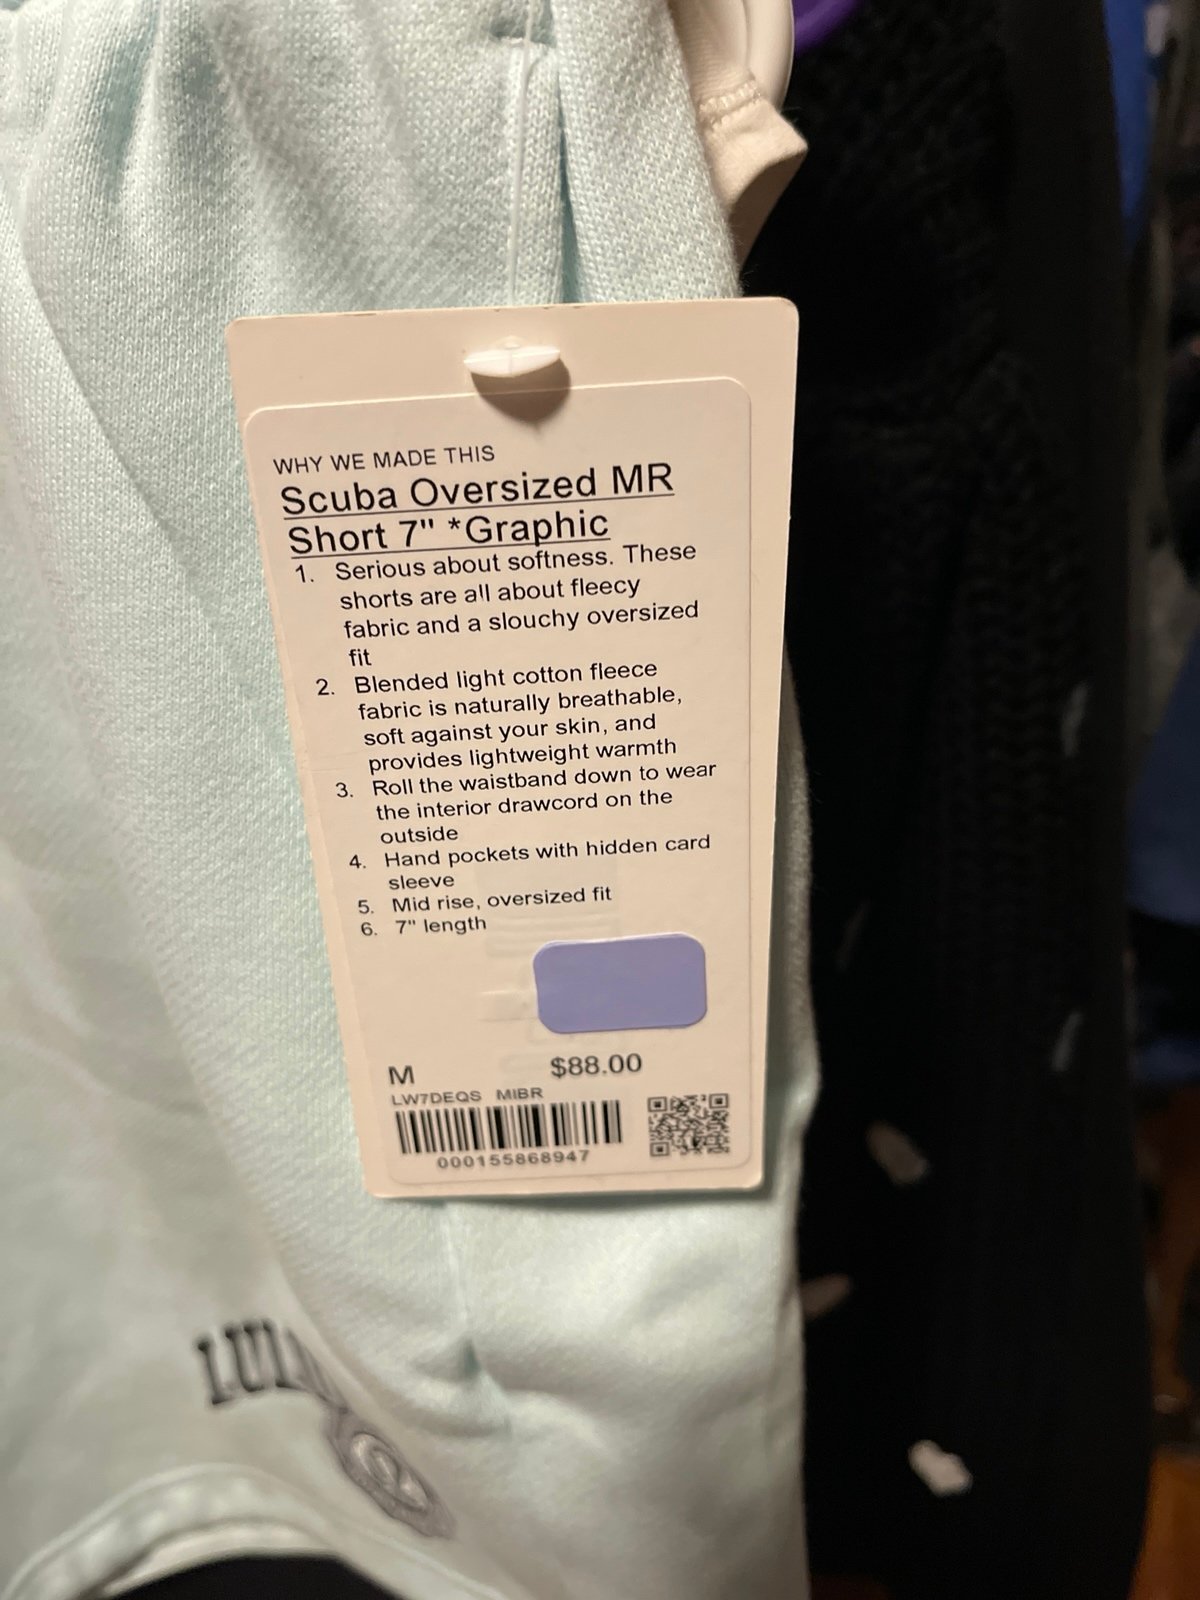 WHY WE MADE THIS
Scuba Oversized MR
Short 7" *Graphic
1. Serious about softness. These
shorts are all about fleecy
fabric and a slouchy oversized
fit
2. Blended light cotton fleece
fabric is naturally breathable,
soft against your skin, and
provides lightweight warmth
3. Roll the waistband down to wear
the interior drawcord on the
outside
4. Hand pockets with hidden card
sleeve
5. Mid rise, oversized fit
6. 7" length
M $88.00
LW7DEQS MIBR
000155868947